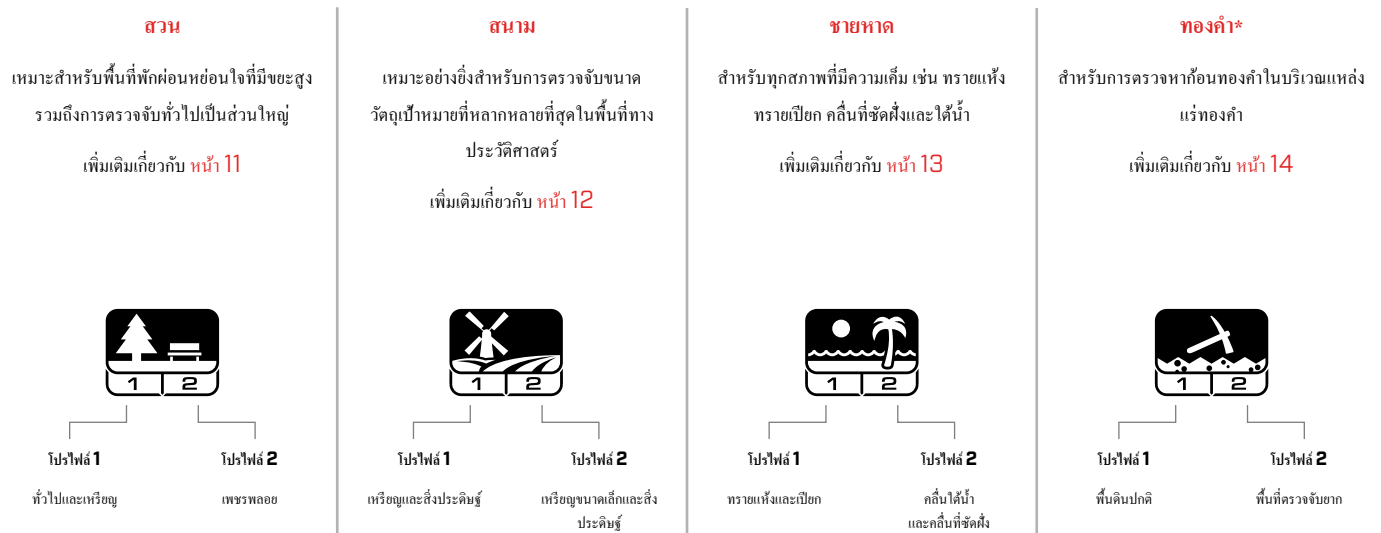 สวน
เหมาะสำหรับพื้นที่พักผ่อนหย่อนใจที่มีขยะสูง
รวมถึงการตรวจจับทั่วไปเป็นส่วนใหญ่
เพิ่มเติมเกี่ยวกับ หน้า 11
1 2
โปรไฟล์ 1
ทั่วไปและเหรียญ
โปรไฟล์ 2
เพชรพลอย
สนาม
เหมาะอย่างยิ่งสำหรับการตรวจจับขนาด
วัตถุเป้าหมายที่หลากหลายที่สุดในพื้นที่ทาง
ประวัติศาสตร์
เพิ่มเติมเกี่ยวกับ หน้า 12
1 2
โปรไฟล์ 1
เหรียญและสิ่งประดิษฐ์
โปรไฟล์ 2
เหรียญขนาดเล็กและสิ่ง
ประดิษฐ์
ชายหาด
สำหรับทุกสภาพที่มีความเค็ม เช่น ทรายแห้ง
ทรายเปียก คลื่นที่ซัดฝั่งและใต้น้ำ
เพิ่มเติมเกี่ยวกับ หน้า 13
1 2
โปรไฟล์ 1
ทรายแห้งและเปียก
โปรไฟล์ 2
คลื่นใต้น้ำ
และคลื่นที่ซัดฝั่ง
ทองคำ*
สำหรับการตรวจหาก้อนทองคำในบริเวณแหล่ง
แร่ทองคำ
เพิ่มเติมเกี่ยวกับ หน้า 14
1 2
โปรไฟล์ 1
พื้นดินปกติ
โปรไฟล์ 2
พื้นที่ตรวจจับยาก